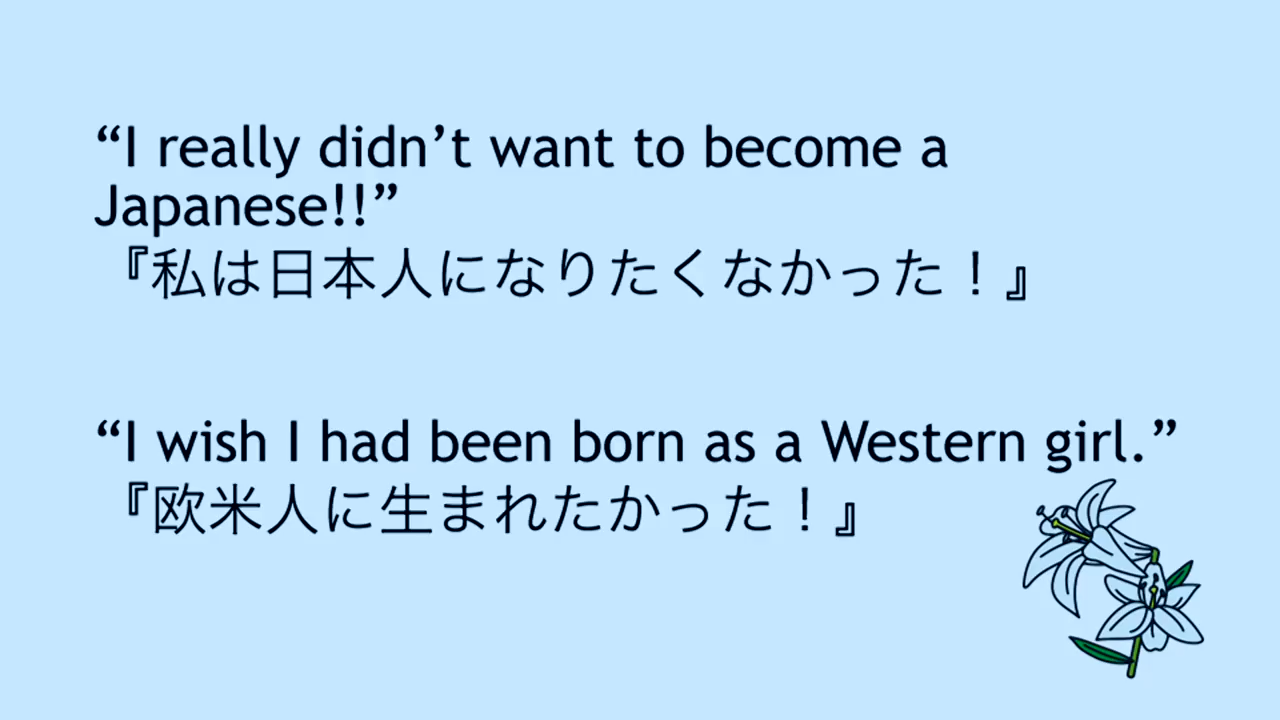 “I really didn’t want to become a
Japanese!!”
『私は日本人になりたくなかった！』
“I wish I had been born as a Western girl.”
『欧米人に生まれたかった！』